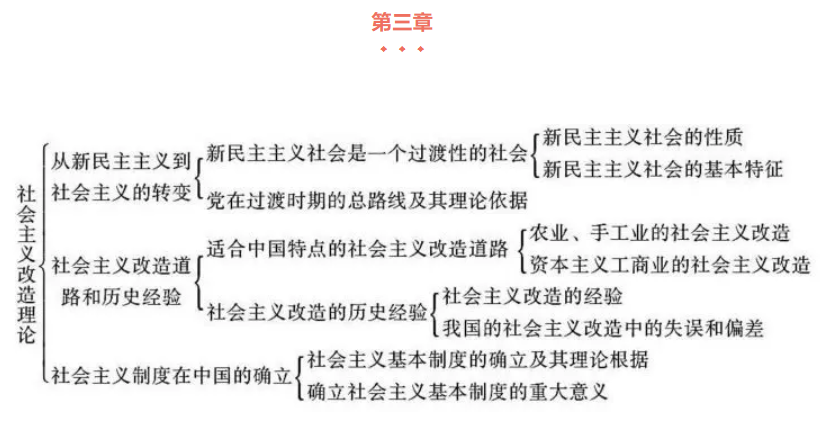 第三章
社会主义改造理论
从新民主主义到
社会主义的转变
新民主主义社会是一个过渡性的社会
新民主主义社会的性质
新民主主义社会的基本特征
党在过渡时期的总路线及其理论依据
社会主义改造道
路和历史经验
适合中国特点的社会主义改造道路
农业、手工业的社会主义改造
资本主义工商业的社会主义改造
社会主义改造的历史经验
社会主义改造的经验
我国的社会主义改造中的失误和偏差
社会主义制度在中国的确立
社会主义基本制度的确立及其理论根据
确立社会主义基本制度的重大意义